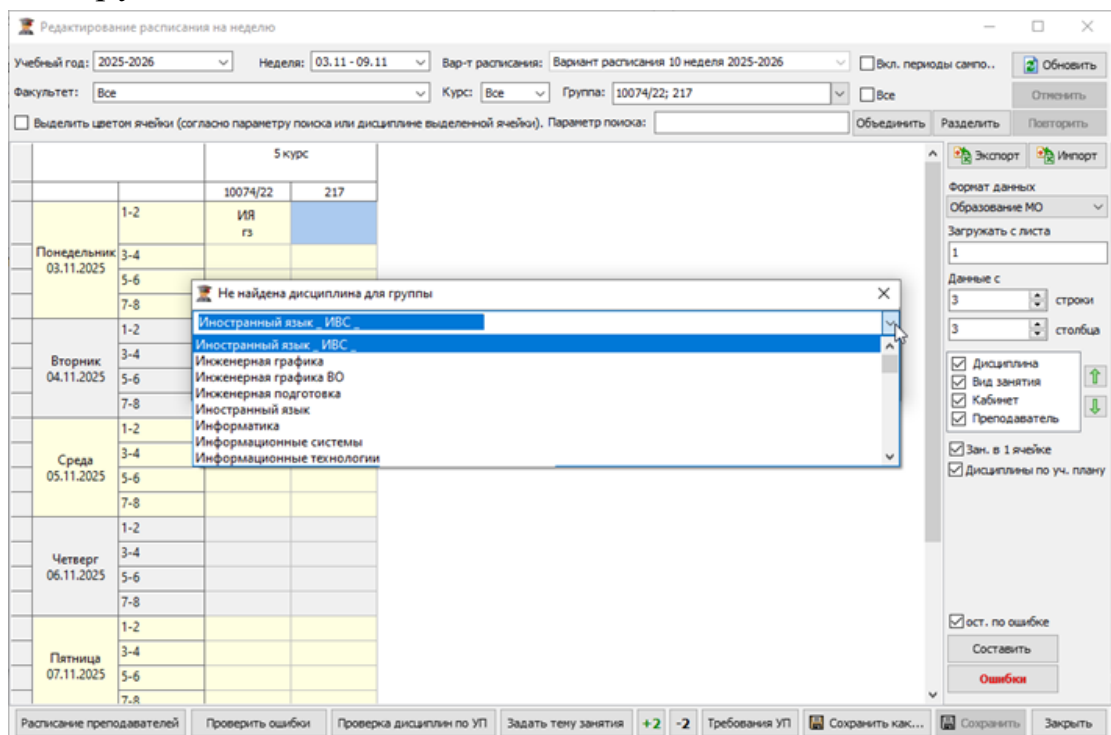 Редактирование расписания на неделю
Учебный год: 2025-2026 Неделя: 03.11 - 09.11 Вар-т расписания: Вариант расписания 10 неделя 2025-2026 Вкл. периоды сампо.. Обновить
Факультет: Все Курс: Все Группа: 10074/22; 217 Все Отменить
Выделить цветом ячейки (согласно параметру поиска или дисциплине выделенной ячейки). Параметр поиска: Объединить Разделить Повторить
5 курс
10074/22 217
Экспорт Импорт
Формат данных
Образование МО
Загружать с листа
1
Данные с
3 строки
3 столбца
Дисциплина
Вид занятия
Кабинет
Преподаватель
Зан. в 1 ячейке
Дисциплины по уч. плану
ост. по ошибке
Составить
Ошибки
Понедельник
03.11.2025
1-2 ИЯ
гз
3-4
5-6
7-8
Не найдена дисциплина для группы
Иностранный язык _ ИВС _
Иностранный язык _ ИВС _
Инженерная графика
Инженерная графика ВО
Инженерная подготовка
Иностранный язык
Информатика
Информационные системы
Информационные технологии
Вторник
04.11.2025
1-2
3-4
5-6
7-8
Среда
05.11.2025
1-2
3-4
5-6
7-8
Четверг
06.11.2025
1-2
3-4
5-6
7-8
Пятница
07.11.2025
1-2
3-4
5-6
7-8
Расписание преподавателей Проверить ошибки Проверка дисциплин по УП Задать тему занятия +2 -2 Требования УП Сохранить как... Сохранить Закрыть